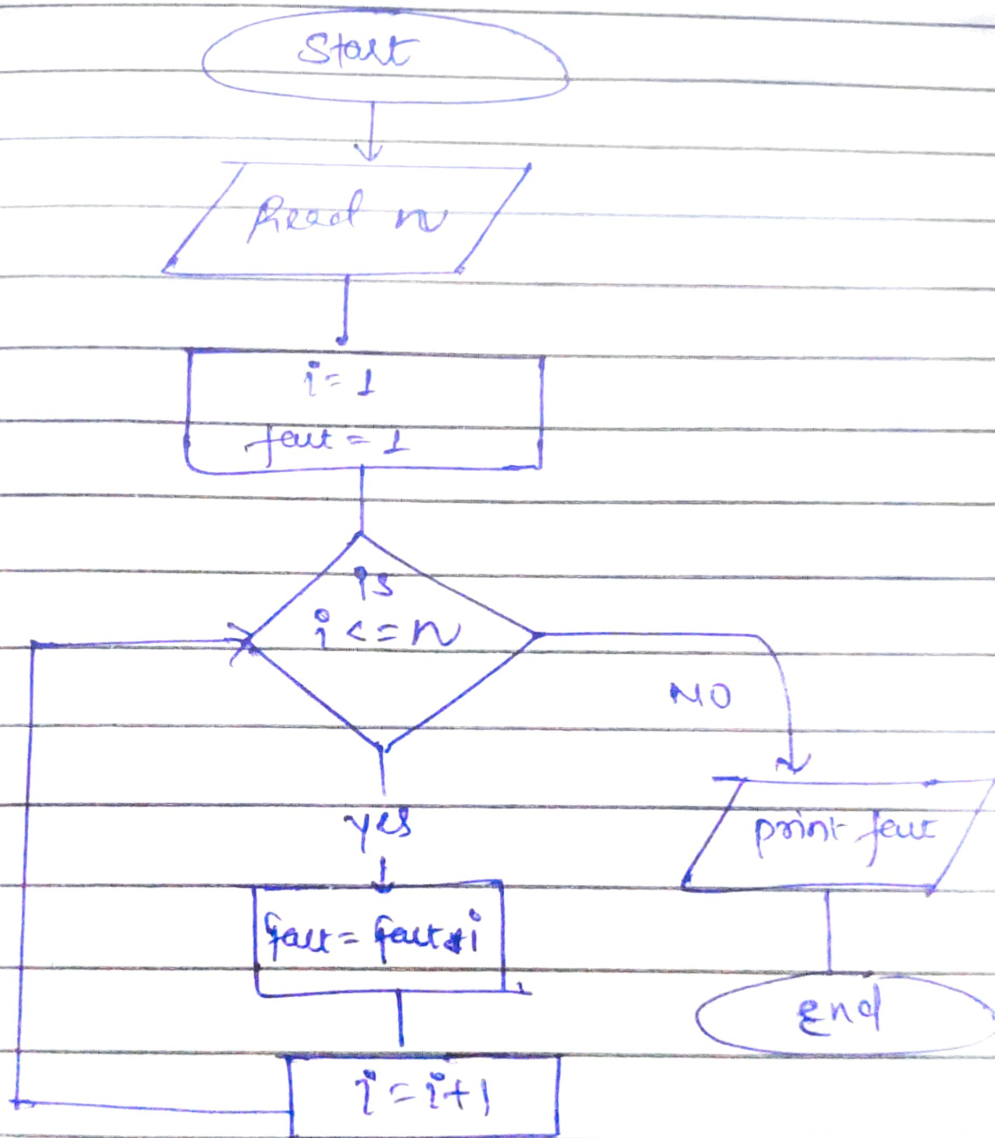 Start
Read n
i = 1
fact = 1
is
i <= n
NO
yes
print fact
fact = fact * i
End
i = i + 1